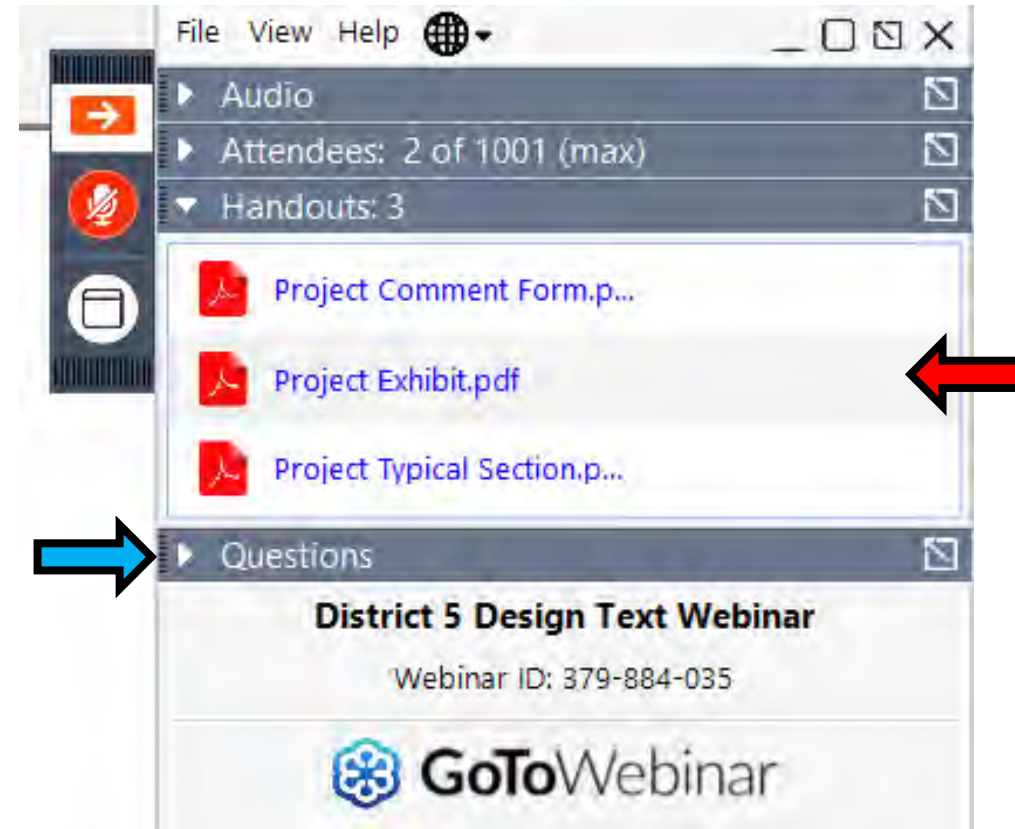 File View Help
Audio
Attendees: 2 of 1001 (max)
Handouts: 3
Project Comment Form.p...
Project Exhibit.pdf
Project Typical Section.p...
Questions
District 5 Design Text Webinar
Webinar ID: 379-884-035
GoToWebinar